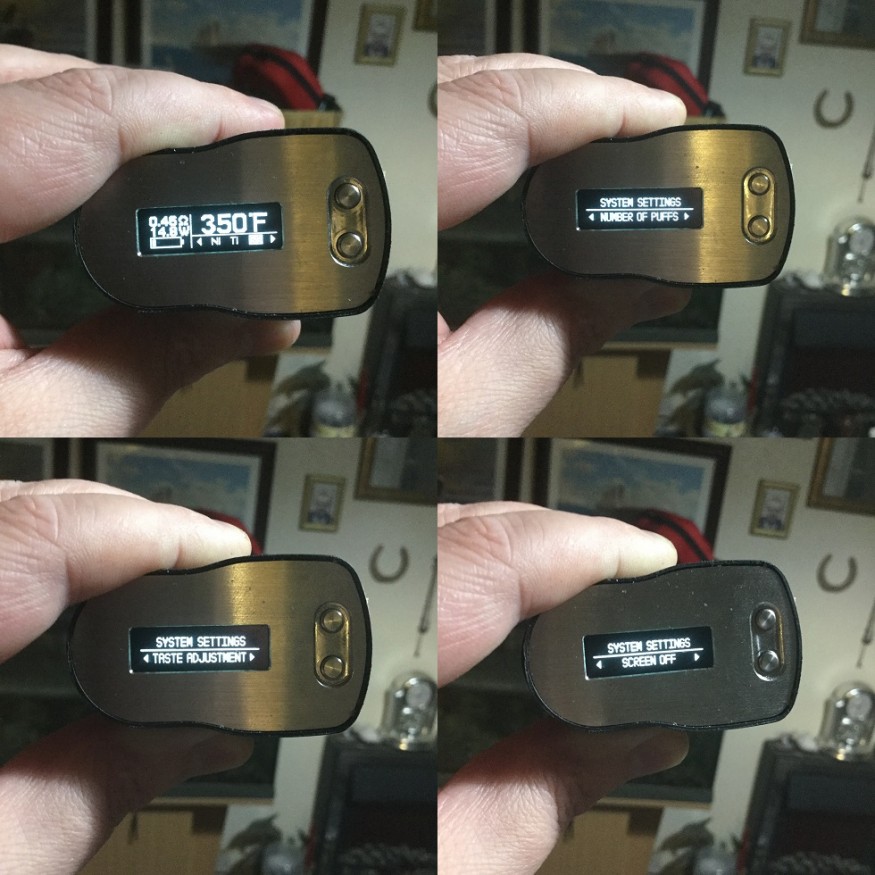 0.46Ω
14.8W
350°F
NI TI
SYSTEM SETTINGS
NUMBER OF PUFFS
SYSTEM SETTINGS
TASTE ADJUSTMENT
SYSTEM SETTINGS
SCREEN OFF